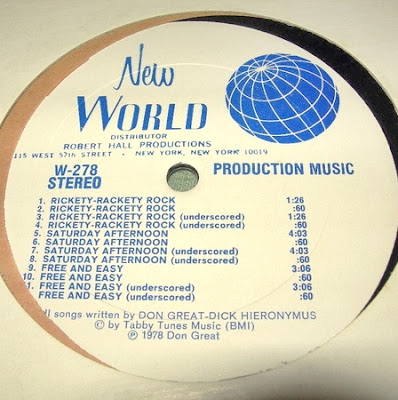 New
WORLD
DISTRIBUTOR
ROBERT HALL PRODUCTIONS
115 WEST 57th STREET • NEW YORK, NEW YORK 10019
W-278 PRODUCTION MUSIC
STEREO
1. RICKETY-RACKETY ROCK 1:26
2. RICKETY-RACKETY ROCK :60
3. RICKETY-RACKETY ROCK (underscored) 1:26
4. RICKETY-RACKETY ROCK (underscored) :60
5. SATURDAY AFTERNOON 4:03
6. SATURDAY AFTERNOON :60
7. SATURDAY AFTERNOON (underscored) 4:03
8. SATURDAY AFTERNOON (underscored) :60
9. FREE AND EASY 3:06
10. FREE AND EASY :60
11. FREE AND EASY (underscored) 3:06
FREE AND EASY (underscored) :60
ll songs written by DON GREAT-DICK HIERONYMUS
© by Tabby Tunes Music (BMI)
℗ 1978 Don Great